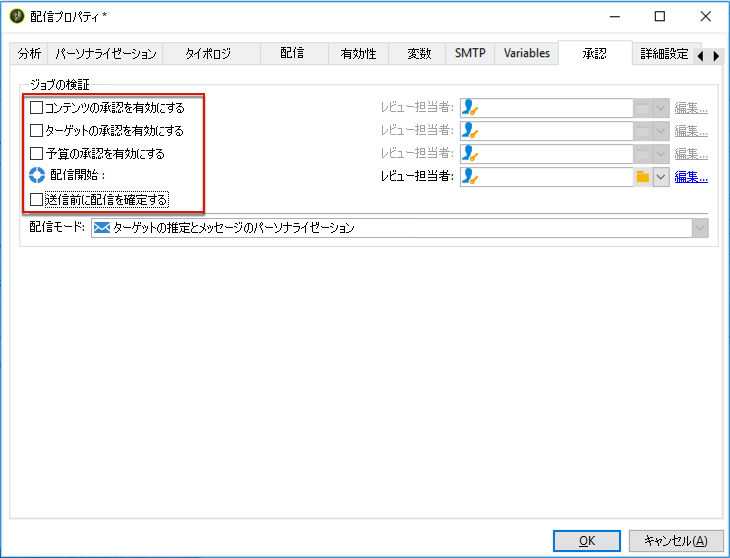 配信プロパティ *
分析 パーソナライゼーション タイポロジ 配信 有効性 変数 SMTP Variables 承認 詳細設定
ジョブの検証
コンテンツの承認を有効にする レビュー担当者: 編集...
ターゲットの承認を有効にする レビュー担当者: 編集...
予算の承認を有効にする レビュー担当者: 編集...
配信開始 : レビュー担当者: 編集...
送信前に配信を確定する
配信モード: ターゲットの推定とメッセージのパーソナライゼーション
OK キャンセル(A)